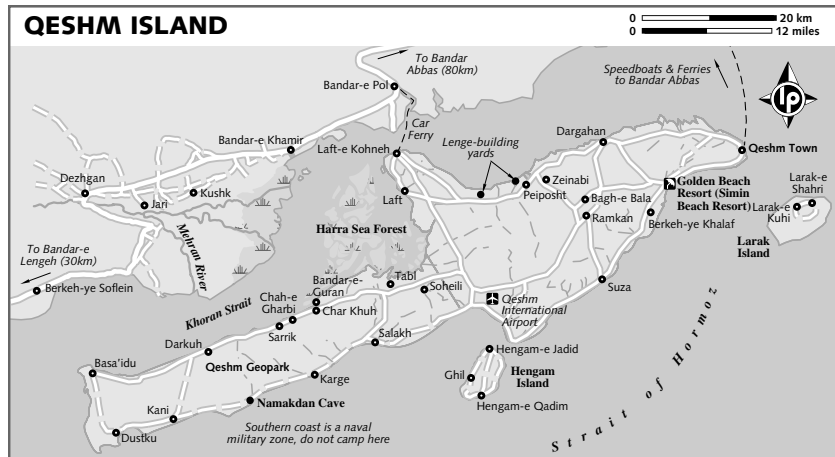 QESHM ISLAND
0 20 km
0 12 miles
To Bandar
Abbas (80km)
Speedboats & Ferries
to Bandar Abbas
lp
Bandar-e Pol
Car
Ferry
Bandar-e Khamir
Laft-e Kohneh
Lenge-building
yards
Dargahan
Qeshm Town
Dezhgan
Kushk
Jari
Laft
Peiposht
Zeinabi
Bagh-e Bala
Ramkan
Golden Beach
Resort (Simin
Beach Resort)
Berkeh-ye Khalaf
Larak-e
Shahri
Larak-e
Kuhi
Larak
Island
Mehran River
Harra Sea Forest
To Bandar-e
Lengeh (30km)
Berkeh-ye Soflein
Khoran Strait
Bandar-e-
Guran
Tabl
Soheili
Suza
Chah-e
Gharbi
Char Khuh
Sarrik
Qeshm
International
Airport
Salakh
Darkuh
Basa'idu
Qeshm Geopark
Karge
Hengam-e Jadid
Ghil
Hengam
Island
Hengam-e Qadim
Namakdan Cave
Kani
Dustku
Southern coast is a naval
military zone, do not camp here
Strait of Hormoz